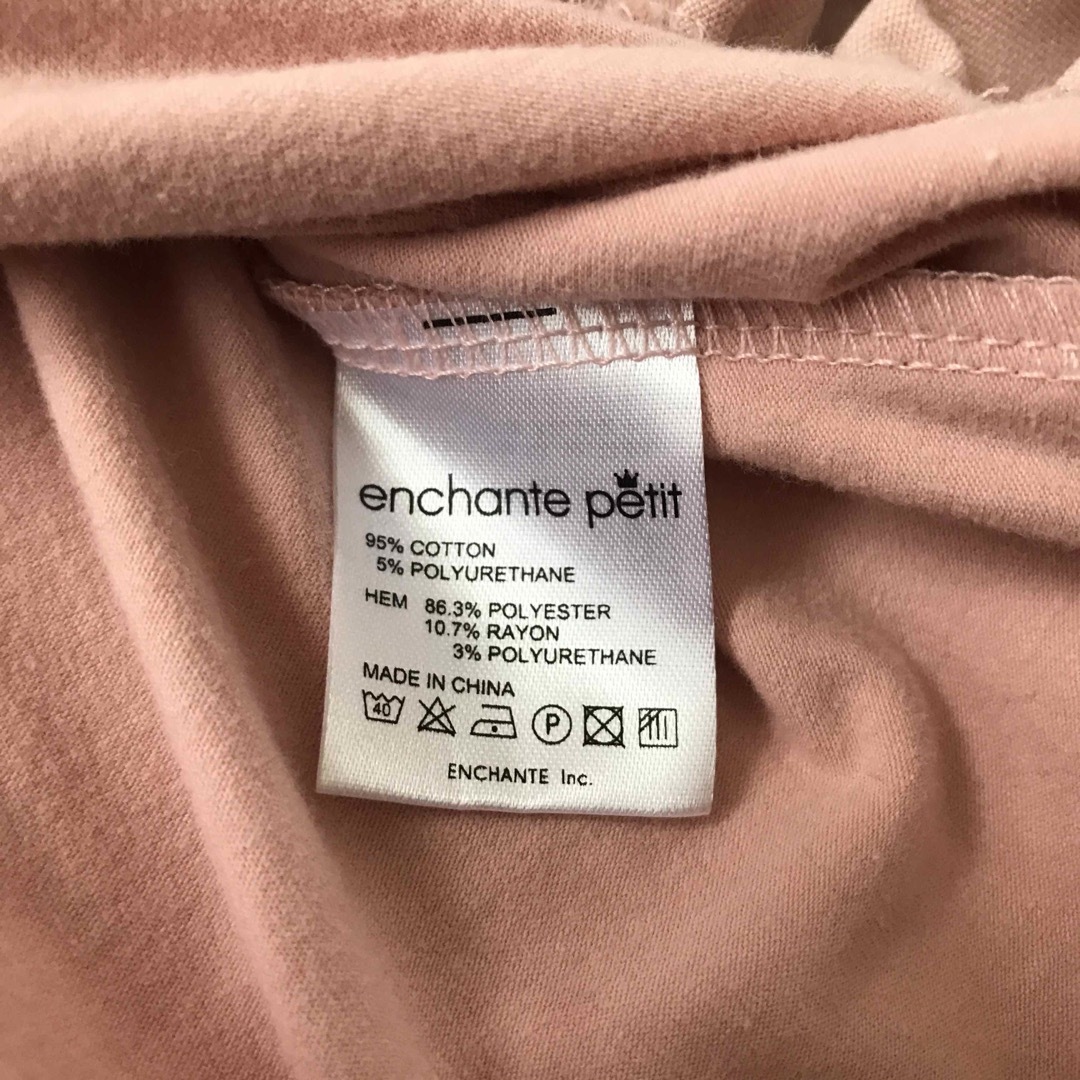 enchante petit
95% COTTON
5% POLYURETHANE
HEM 86.3% POLYESTER
10.7% RAYON
3% POLYURETHANE
MADE IN CHINA
40 P
ENCHANTE Inc.